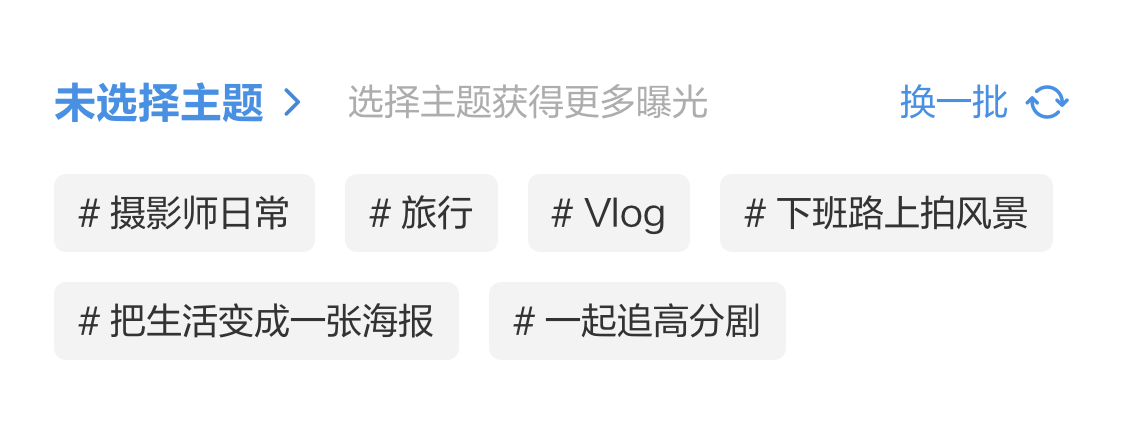 未选择主题 > 选择主题获得更多曝光 换一批
# 摄影师日常 # 旅行 # Vlog # 下班路上拍风景
# 把生活变成一张海报 # 一起追高分剧